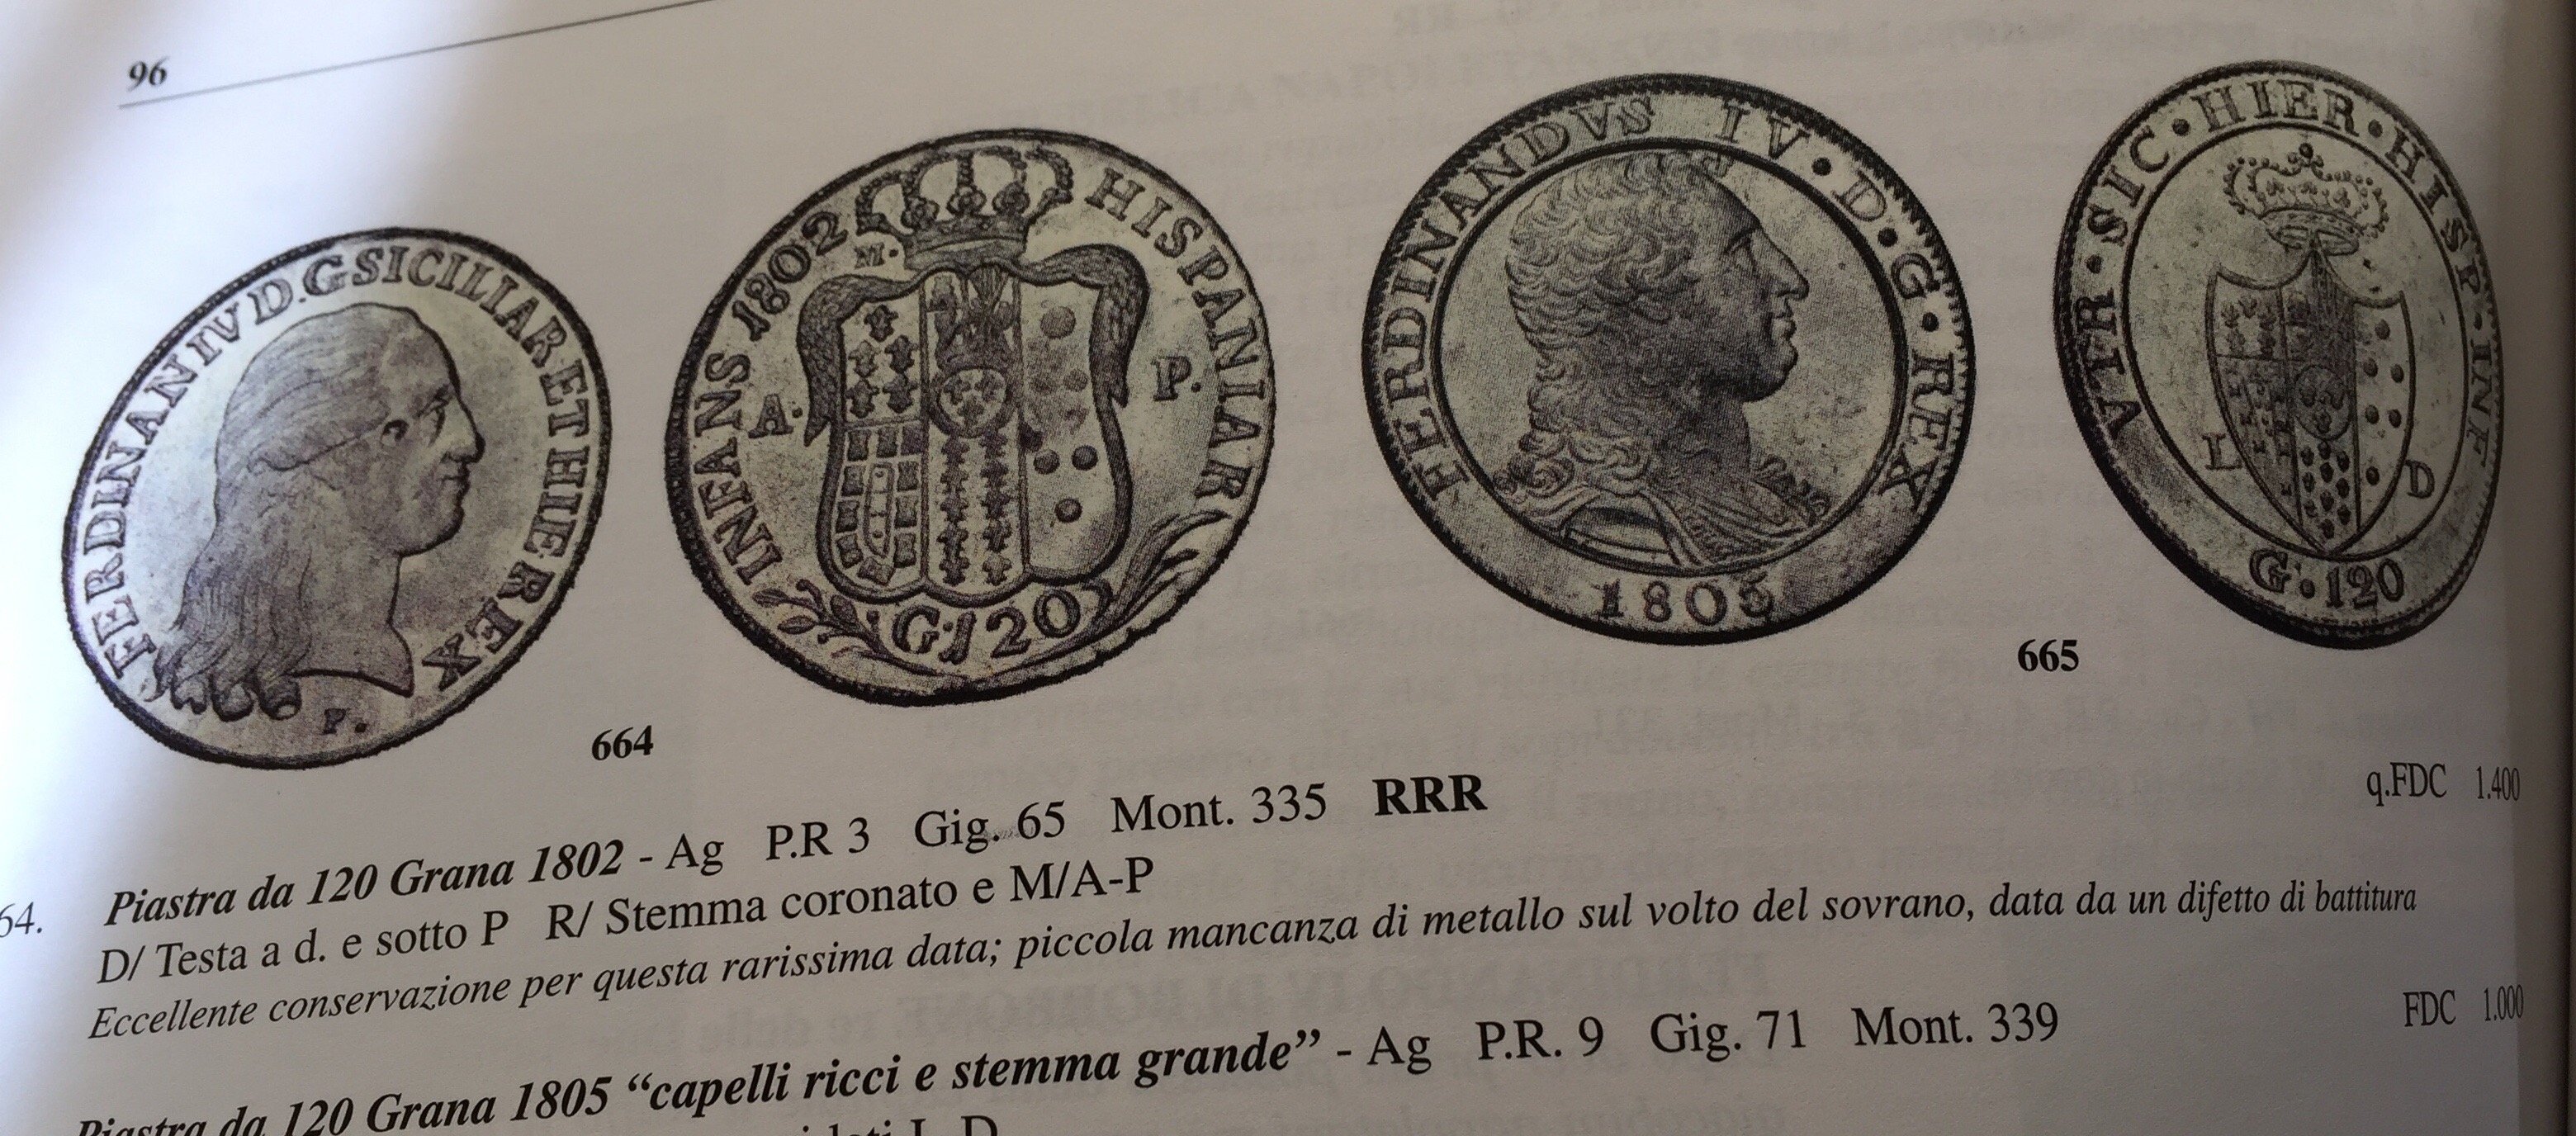 96
FERDINAN IV D.G SICILIAR ET HIE REX
P.
INFANS 1802 HISPANIAR
M.
A. P.
G.120
FERDINANDVS IV • D • G • REX
1805
VTR • SIC • HIER • HISP • INF
L D
G • 120
664
665
64. Piastra da 120 Grana 1802 - Ag P.R 3 Gig. 65 Mont. 335 RRR q.FDC 1.400
D/ Testa a d. e sotto P R/ Stemma coronato e M/A-P
Eccellente conservazione per questa rarissima data; piccola mancanza di metallo sul volto del sovrano, data da un difetto di battitura
Piastra da 120 Grana 1805 “capelli ricci e stemma grande” - Ag P.R. 9 Gig. 71 Mont. 339 FDC 1.000
L D